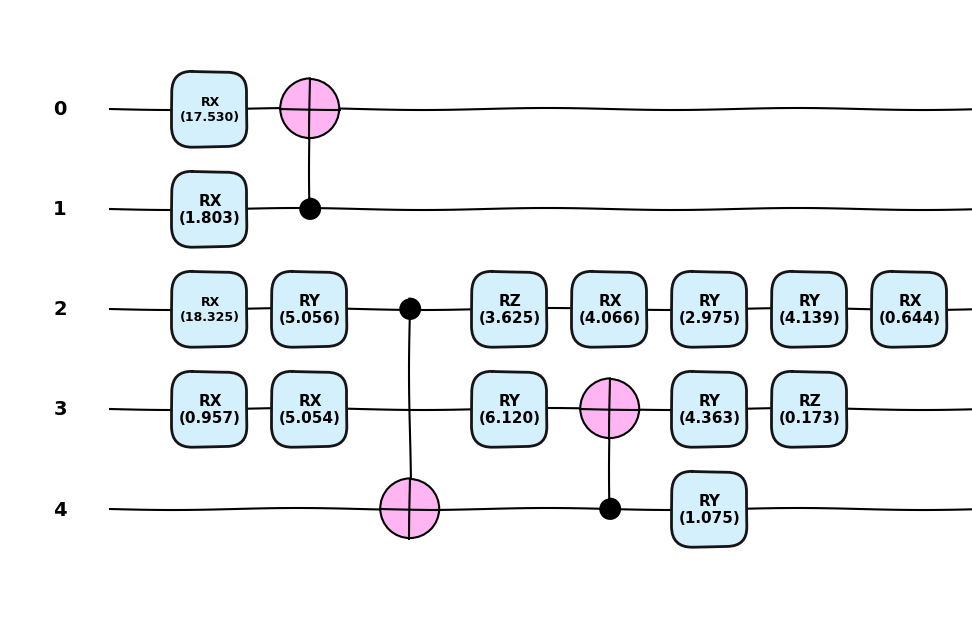 0
RX
(17.530)
1
RX
(1.803)
2
RX
(18.325)
RY
(5.056)
RZ
(3.625)
RX
(4.066)
RY
(2.975)
RY
(4.139)
RX
(0.644)
3
RX
(0.957)
RX
(5.054)
RY
(6.120)
RY
(4.363)
RZ
(0.173)
4
RY
(1.075)